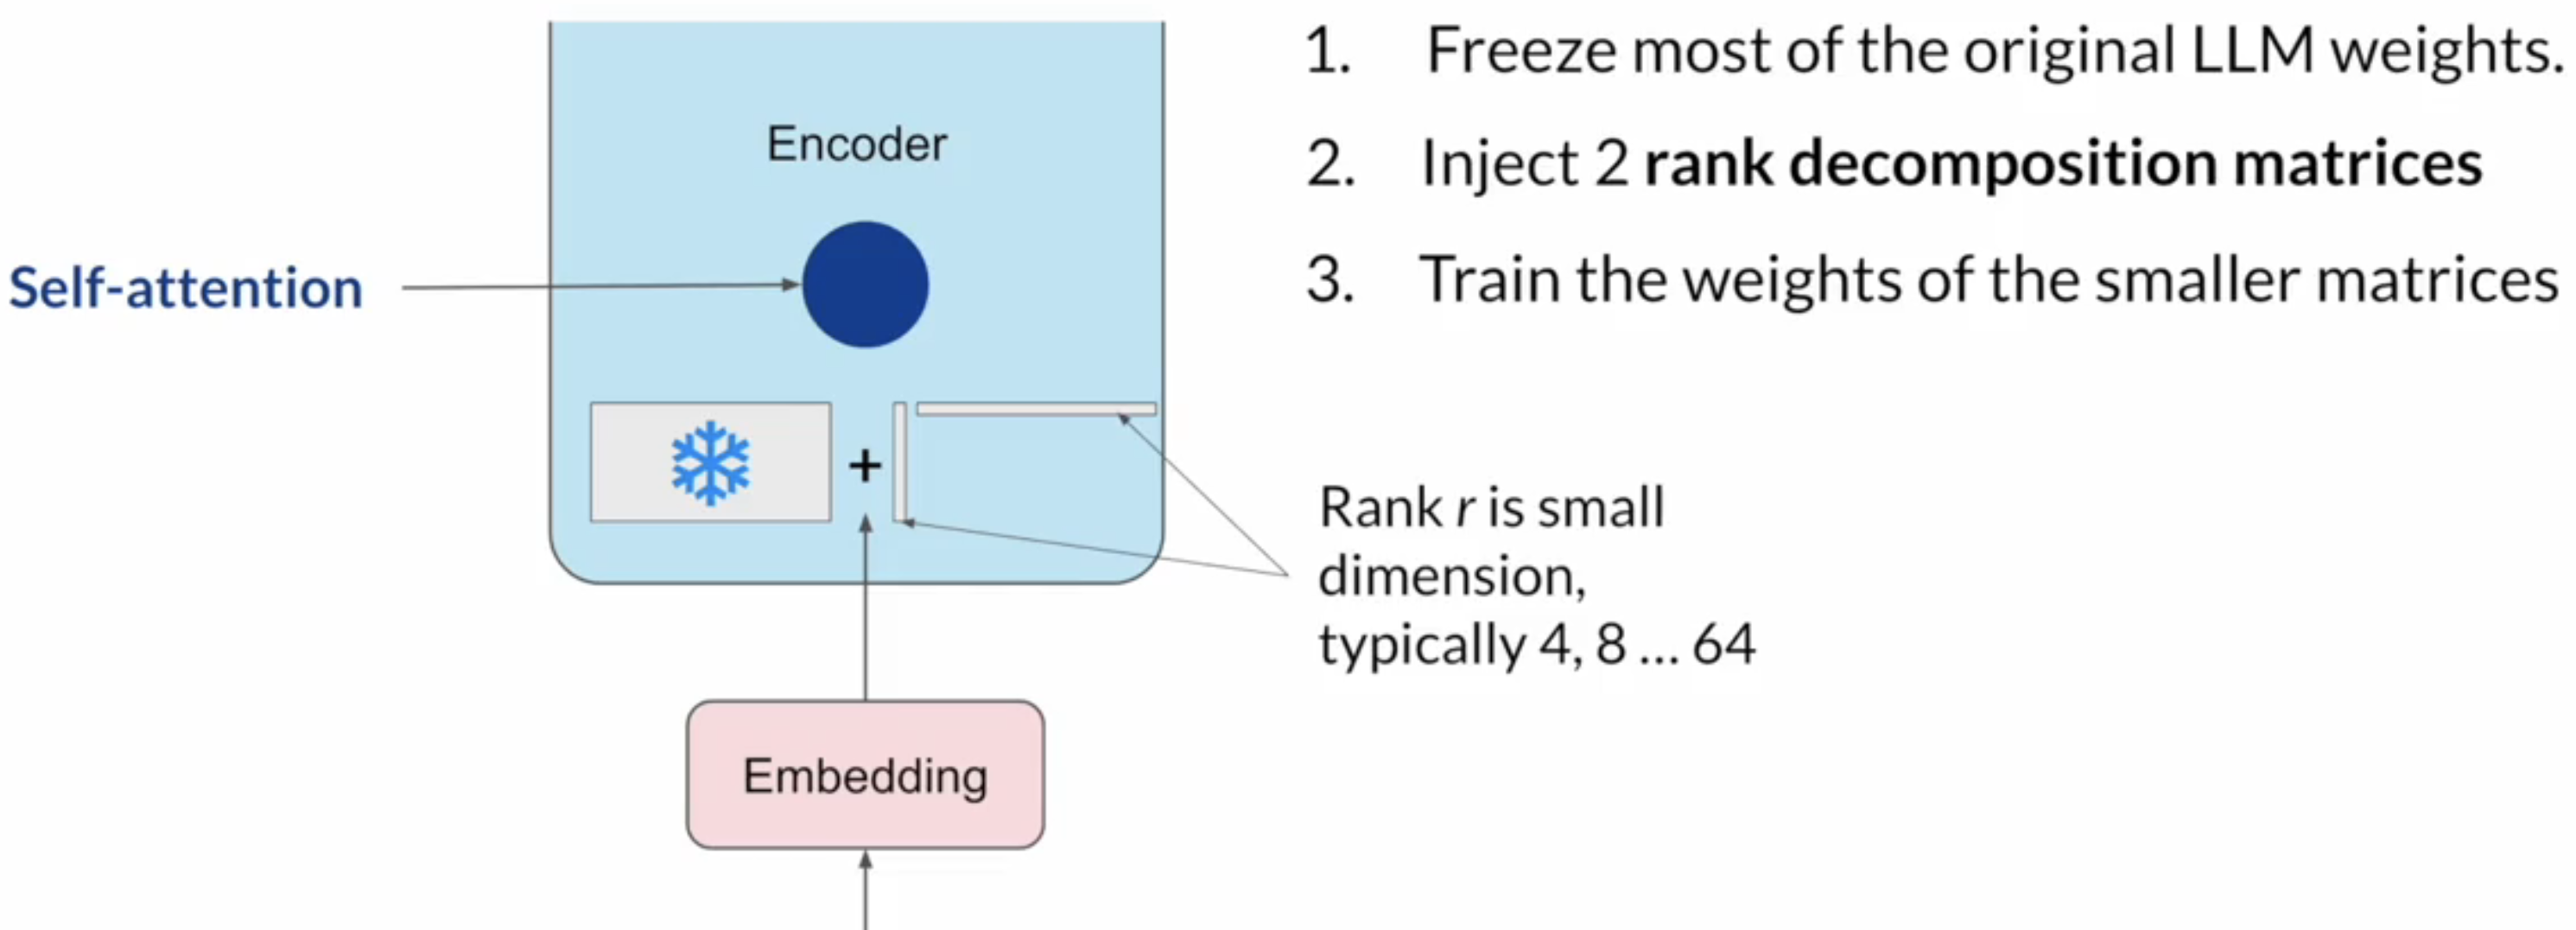 1. Freeze most of the original LLM weights.
Encoder
2. Inject 2 rank decomposition matrices
Self-attention
3. Train the weights of the smaller matrices
Rank r is small
dimension,
typically 4, 8 ... 64
+
Embedding